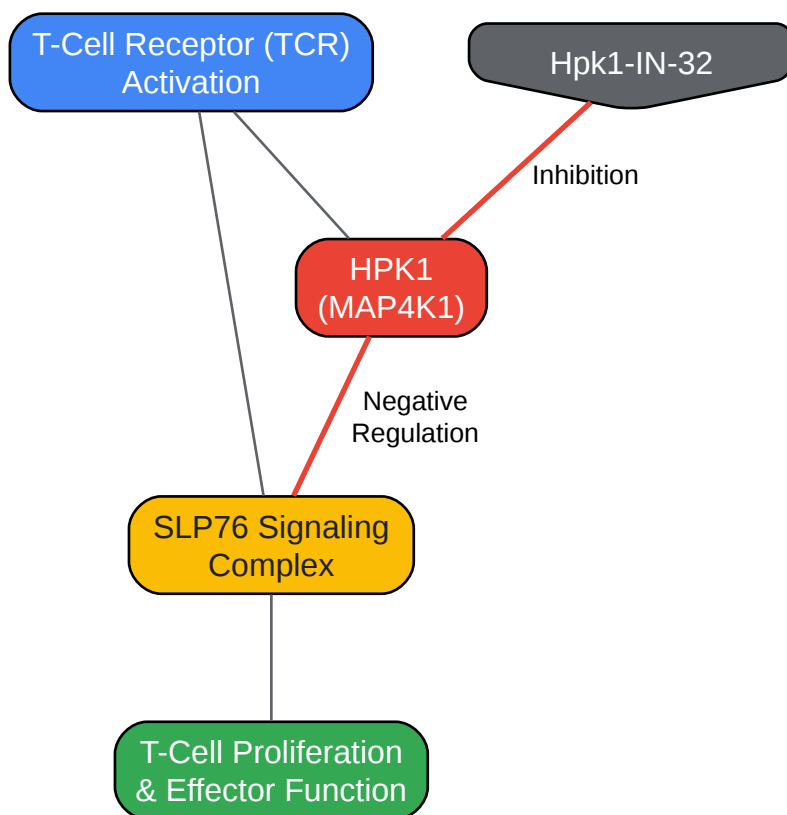 T-Cell Receptor (TCR)
Activation
Hpk1-IN-32
Inhibition
HPK1
(MAP4K1)
Negative
Regulation
SLP76 Signaling
Complex
T-Cell Proliferation
& Effector Function